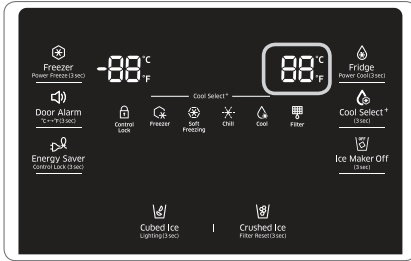 Freezer
Power Freeze (3 sec)
-88 °C
°F
88 °C
°F
Fridge
Power Cool (3 sec)
Cool Select+
Door Alarm
°C↔°F (3 sec)
Control
Lock
Freezer
Soft
Freezing
Chill
Cool
Filter
Cool Select+
(3 sec)
Energy Saver
Control Lock (3 sec)
OFF
Ice Maker Off
(3 sec)
Cubed Ice
Lighting (3 sec)
|
Crushed Ice
Filter Reset (3 sec)